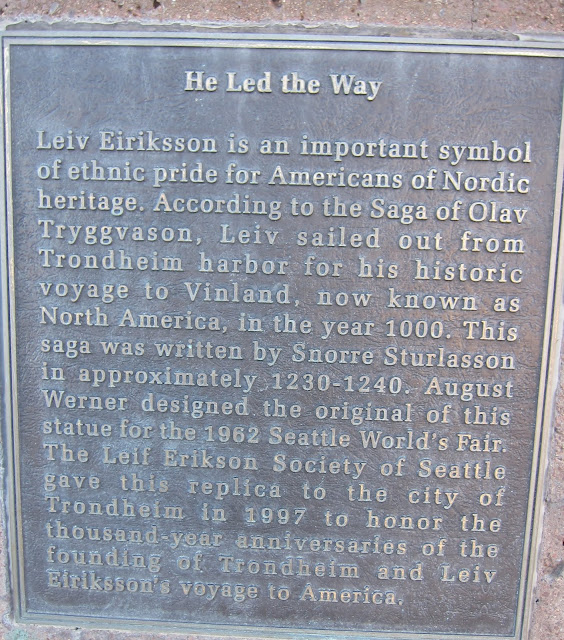 He Led the Way
Leiv Eiriksson is an important symbol
of ethnic pride for Americans of Nordic
heritage. According to the Saga of Olav
Tryggvason, Leiv sailed out from
Trondheim harbor for his historic
voyage to Vinland, now known as
North America, in the year 1000. This
saga was written by Snorre Sturlasson
in approximately 1230-1240. August
Werner designed the original of this
statue for the 1962 Seattle World's Fair.
The Leif Erikson Society of Seattle
gave this replica to the city of
Trondheim in 1997 to honor the
thousand-year anniversaries of the
founding of Trondheim and Leiv
Eiriksson's voyage to America.